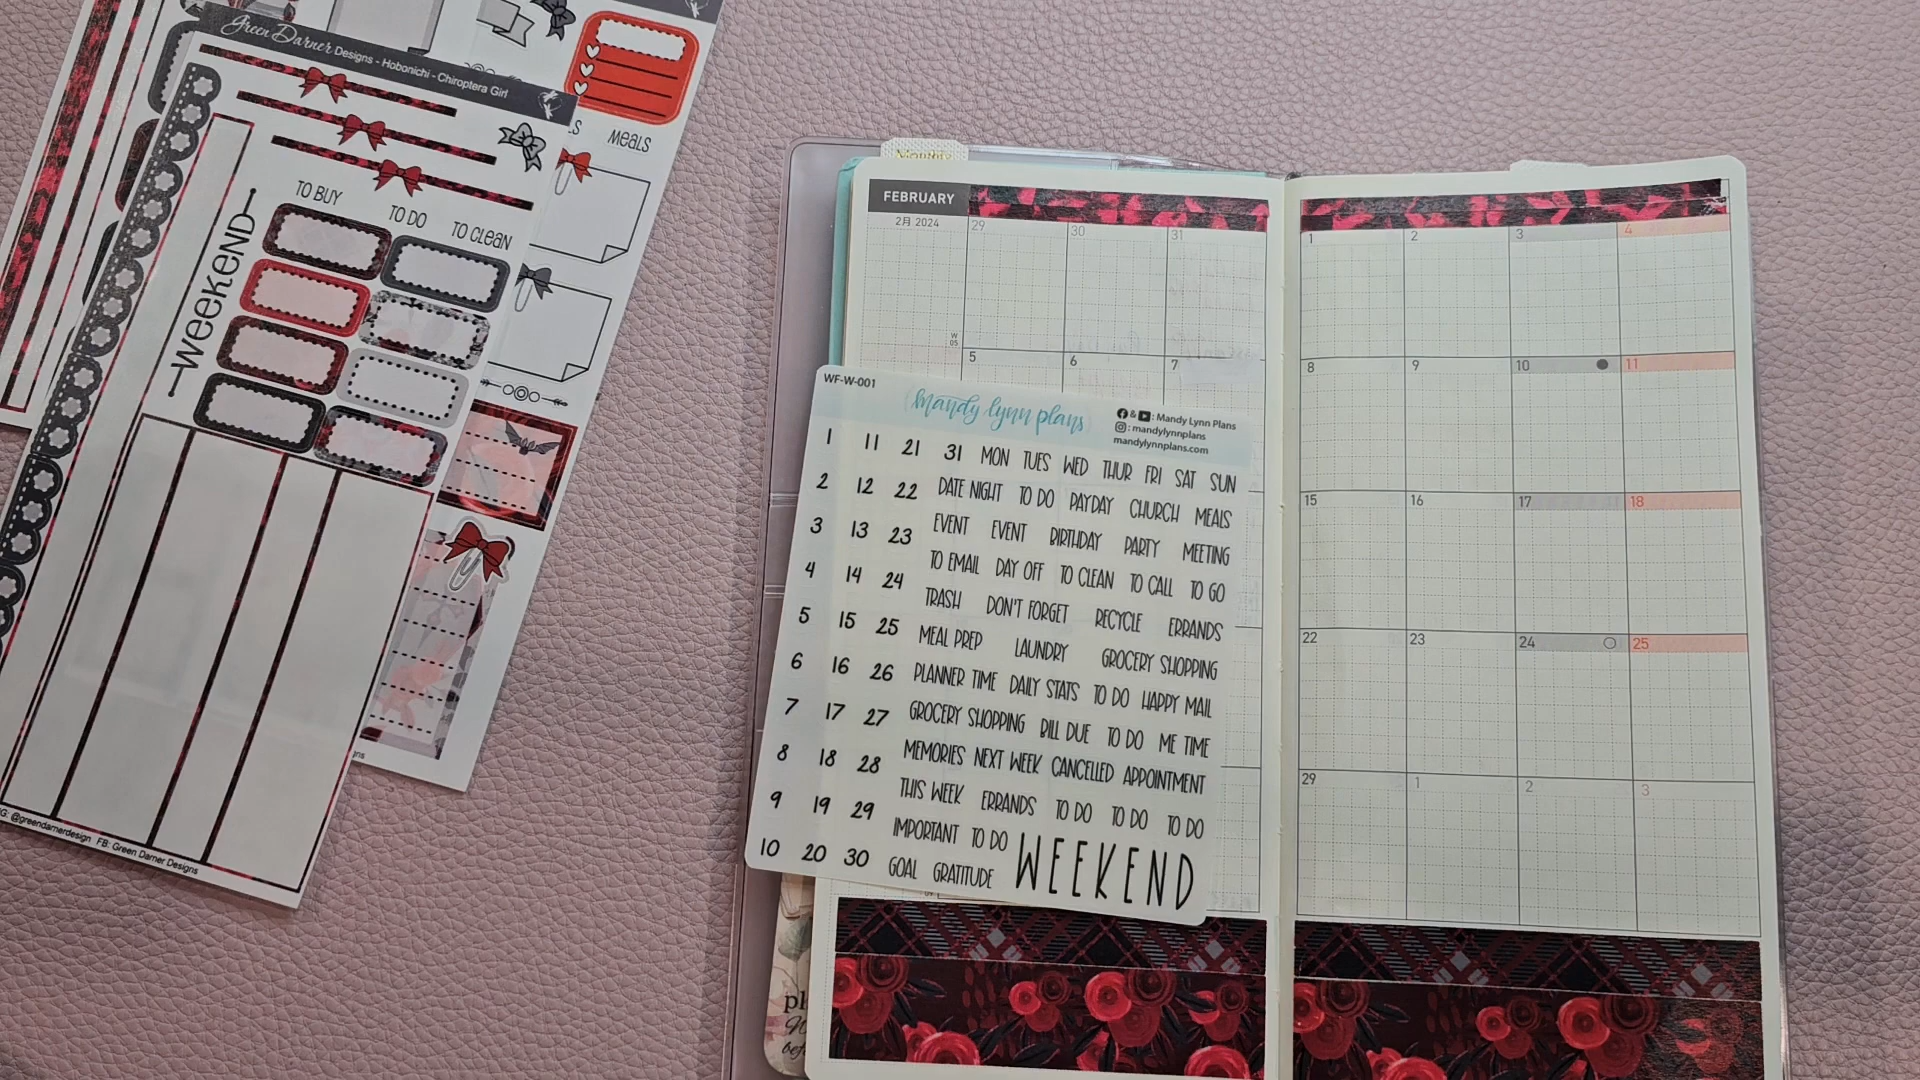 Green Darner Designs - Hobonichi - Chiroptera Girl
MEALS
TO BUY
TO DO
TO CLEAN
WEEKEND
@greendarnerdesign FB: Green Darner Designs
Monthly
FEBRUARY
2月 2024
29 30 31
1 2 3 4
W
05
5 6 7
8 9 10 11
15 16 17 18
22 23 24 25
29 1 2 3
WF-W-001
mandy lynn plans
& : Mandy Lynn Plans
: mandylynnplans
mandylynnplans.com
1 11 21 31 MON TUES WED THUR FRI SAT SUN
2 12 22 DATE NIGHT TO DO PAYDAY CHURCH MEALS
3 13 23 EVENT EVENT BIRTHDAY PARTY MEETING
4 14 24 TO EMAIL DAY OFF TO CLEAN TO CALL TO GO
TRASH DON'T FORGET RECYCLE ERRANDS
5 15 25 MEAL PREP LAUNDRY GROCERY SHOPPING
6 16 26 PLANNER TIME DAILY STATS TO DO HAPPY MAIL
7 17 27 GROCERY SHOPPING BILL DUE TO DO ME TIME
8 18 28 MEMORIES NEXT WEEK CANCELLED APPOINTMENT
9 19 29 THIS WEEK ERRANDS TO DO TO DO TO DO
IMPORTANT TO DO
10 20 30 GOAL GRATITUDE WEEKEND